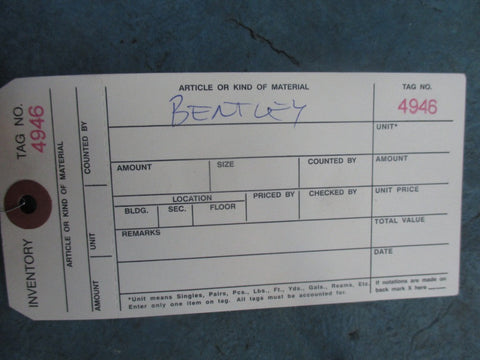 TAG NO.
4946
ARTICLE OR KIND OF MATERIAL
COUNTED BY
INVENTORY
AMOUNT
UNIT
ARTICLE OR KIND OF MATERIAL
BENTLEY
TAG NO.
4946
UNIT*
AMOUNT
SIZE
COUNTED BY
AMOUNT
LOCATION
PRICED BY
CHECKED BY
UNIT PRICE
BLDG.
SEC.
FLOOR
TOTAL VALUE
REMARKS
DATE
*Unit means Singles, Pairs, Pcs., Lbs., Ft., Yds., Gals., Reams, Etc.
Enter only one item on tag. All tags must be accounted for.
If notations are made on
back mark X here